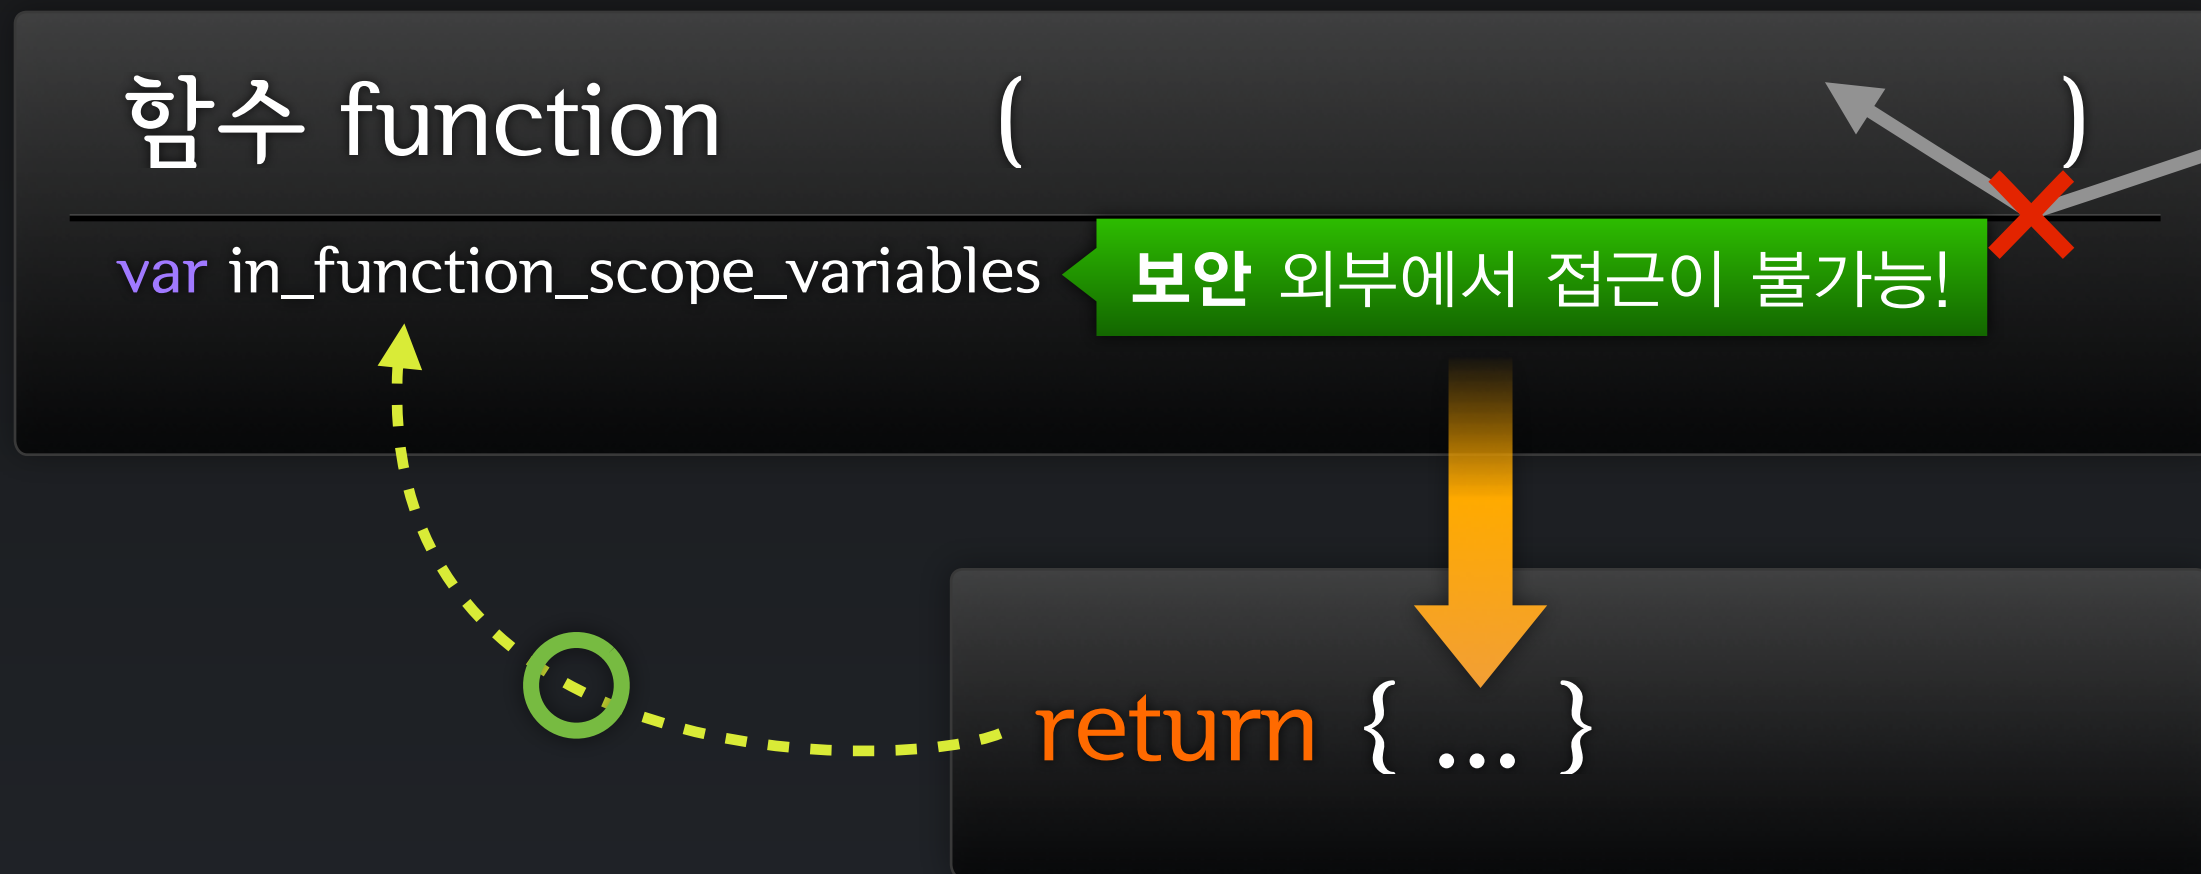 함수 function ( )
var in_function_scope_variables 보안 외부에서 접근이 불가능!
return { ... }